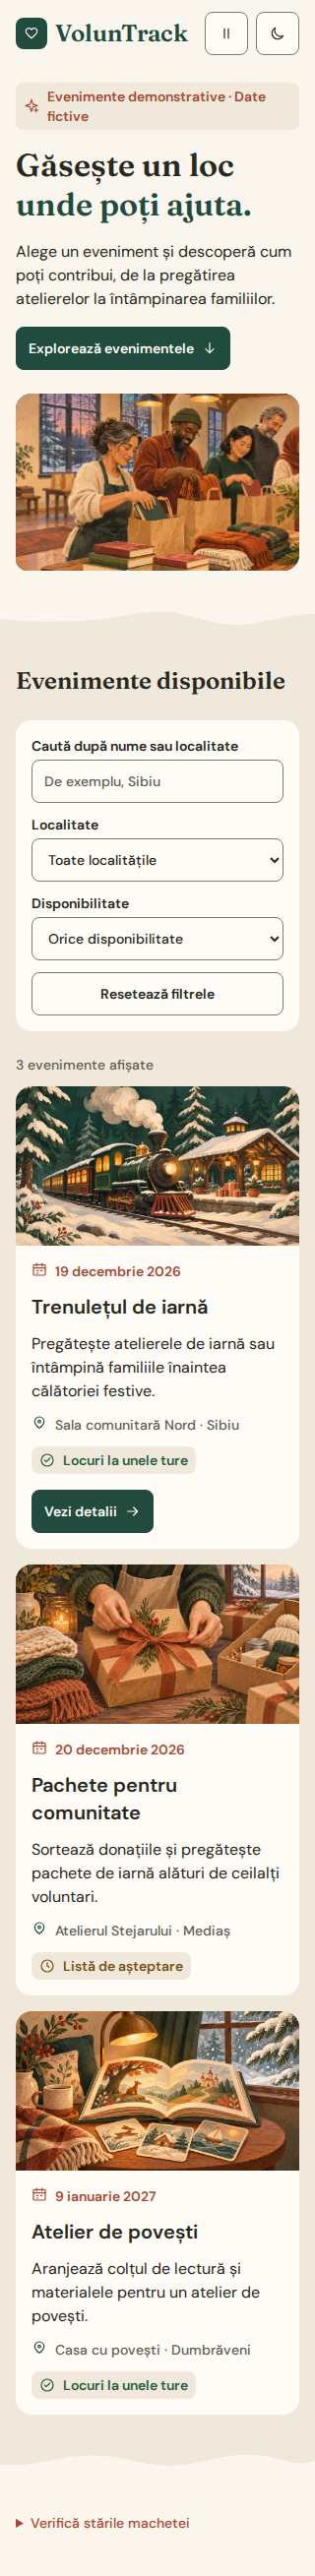 VolunTrack
Evenimente demonstrative · Date
fictive
Găsește un loc
unde poți ajuta.
Alege un eveniment și descoperă cum
poți contribui, de la pregătirea
atelierelor la întâmpinarea familiilor.
Explorează evenimentele
Evenimente disponibile
Caută după nume sau localitate
De exemplu, Sibiu
Localitate
Toate localitățile
Disponibilitate
Orice disponibilitate
Resetează filtrele
3 evenimente afișate
19 decembrie 2026
Trenulețul de iarnă
Pregătește atelierele de iarnă sau
întâmpină familiile înaintea
călătoriei festive.
Sala comunitară Nord · Sibiu
Locuri la unele ture
Vezi detalii
20 decembrie 2026
Pachete pentru
comunitate
Sortează donațiile și pregătește
pachete de iarnă alături de ceilalți
voluntari.
Atelierul Stejarului · Mediaș
Listă de așteptare
9 ianuarie 2027
Atelier de povești
Aranjează colțul de lectură și
materialele pentru un atelier de
povești.
Casa cu povești · Dumbrăveni
Locuri la unele ture
Verifică stările machetei